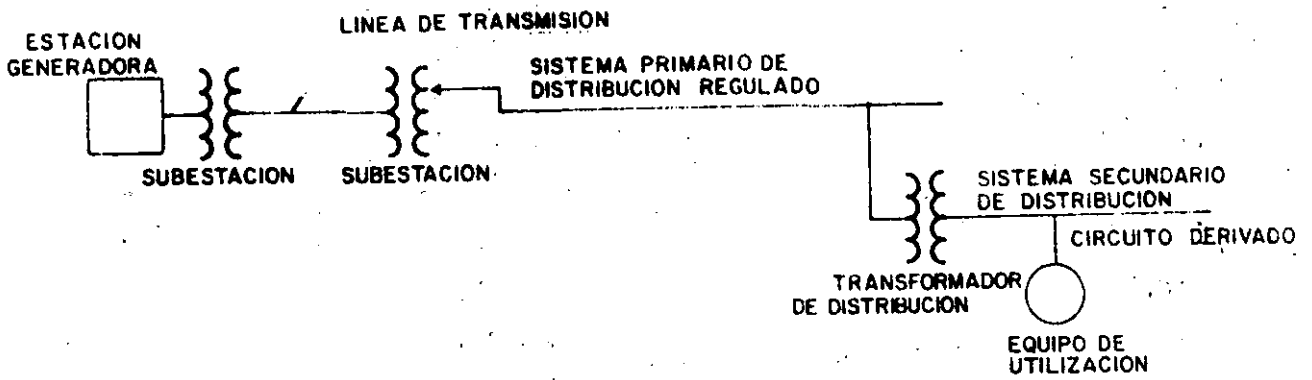 LINEA DE TRANSMISION
ESTACION
GENERADORA
SISTEMA PRIMARIO DE
DISTRIBUCION REGULADO
SUBESTACION
SUBESTACION
SISTEMA SECUNDARIO
DE DISTRIBUCION
CIRCUITO DERIVADO
TRANSFORMADOR
DE DISTRIBUCION
EQUIPO DE
UTILIZACION